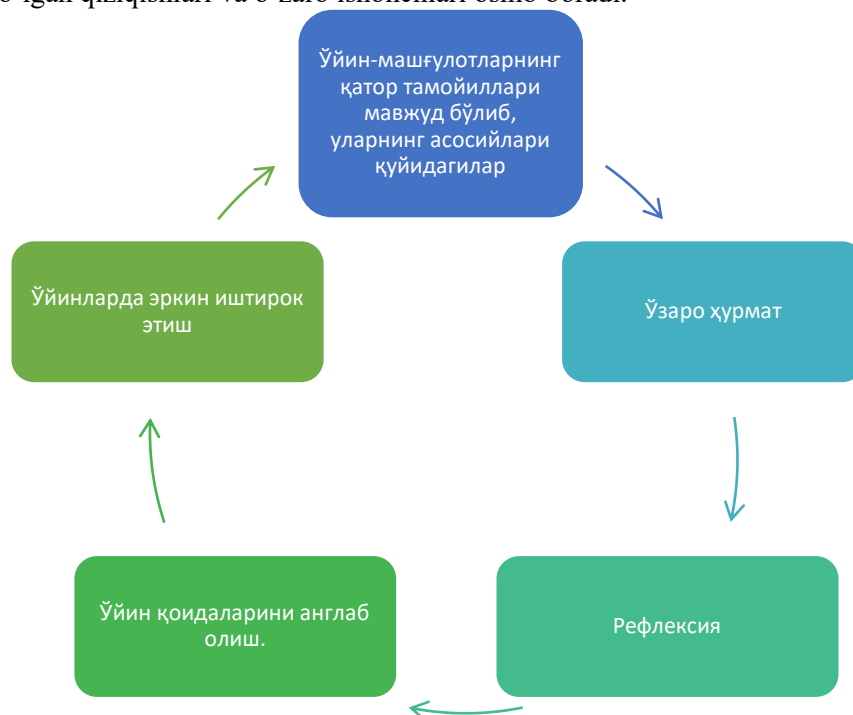 Ўйин-машғулотларнинг
қатор тамойиллари
мавжуд бўлиб,
уларнинг асосийлари
қуйидагилар
Ўзаро ҳурмат
Рефлексия
Ўйин қоидаларини англаб
олиш.
Ўйинларда эркин иштирок
этиш